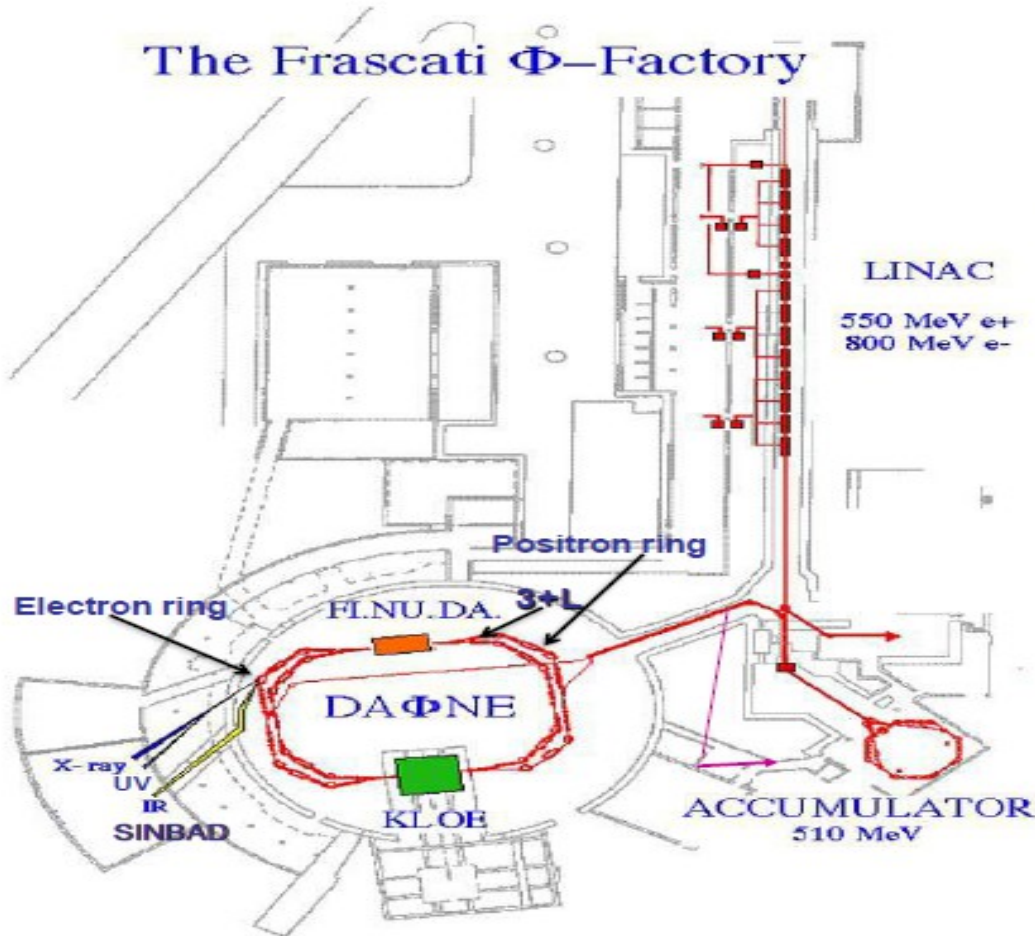 The Frascati Φ-Factory
LINAC
550 MeV e+
800 MeV e-
Positron ring
Electron ring
FI.NU.DA.
3+L
DAΦNE
X- ray
UV
IR
SINBAD
KLOE
ACCUMULATOR
510 MeV